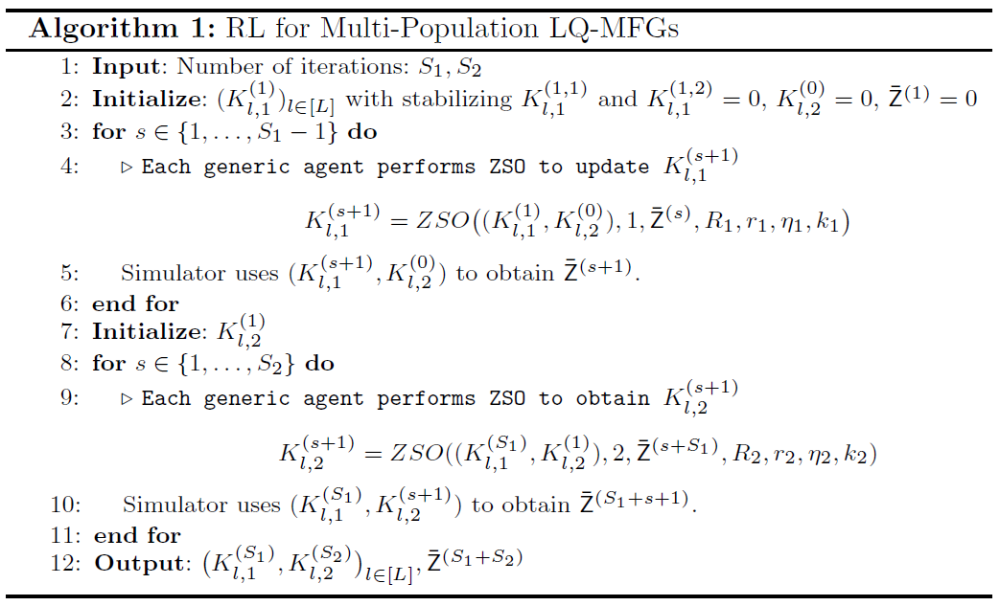 Algorithm 1: RL for Multi-Population LQ-MFGs
1: Input: Number of iterations: $S_1, S_2$
2: Initialize: $(K_{l,1}^{(1)})_{l\in[L]}$ with stabilizing $K_{l,1}^{(1,1)}$ and $K_{l,1}^{(1,2)} = 0$, $K_{l,2}^{(0)} = 0$, $\bar{\mathsf{Z}}^{(1)} = 0$
3: for $s \in \{1, \ldots, S_1 - 1\}$ do
4: ▷ Each generic agent performs ZSO to update $K_{l,1}^{(s+1)}$
$K_{l,1}^{(s+1)} = ZSO\big((K_{l,1}^{(1)}, K_{l,2}^{(0)}), 1, \bar{\mathsf{Z}}^{(s)}, R_1, r_1, \eta_1, k_1\big)$
5: Simulator uses $(K_{l,1}^{(s+1)}, K_{l,2}^{(0)})$ to obtain $\bar{\mathsf{Z}}^{(s+1)}$.
6: end for
7: Initialize: $K_{l,2}^{(1)}$
8: for $s \in \{1, \ldots, S_2\}$ do
9: ▷ Each generic agent performs ZSO to obtain $K_{l,2}^{(s+1)}$
$K_{l,2}^{(s+1)} = ZSO((K_{l,1}^{(S_1)}, K_{l,2}^{(1)}), 2, \bar{\mathsf{Z}}^{(s+S_1)}, R_2, r_2, \eta_2, k_2)$
10: Simulator uses $(K_{l,1}^{(S_1)}, K_{l,2}^{(s+1)})$ to obtain $\bar{\mathsf{Z}}^{(S_1+s+1)}$.
11: end for
12: Output: $\big(K_{l,1}^{(S_1)}, K_{l,2}^{(S_2)}\big)_{l\in[L]}, \bar{\mathsf{Z}}^{(S_1+S_2)}$